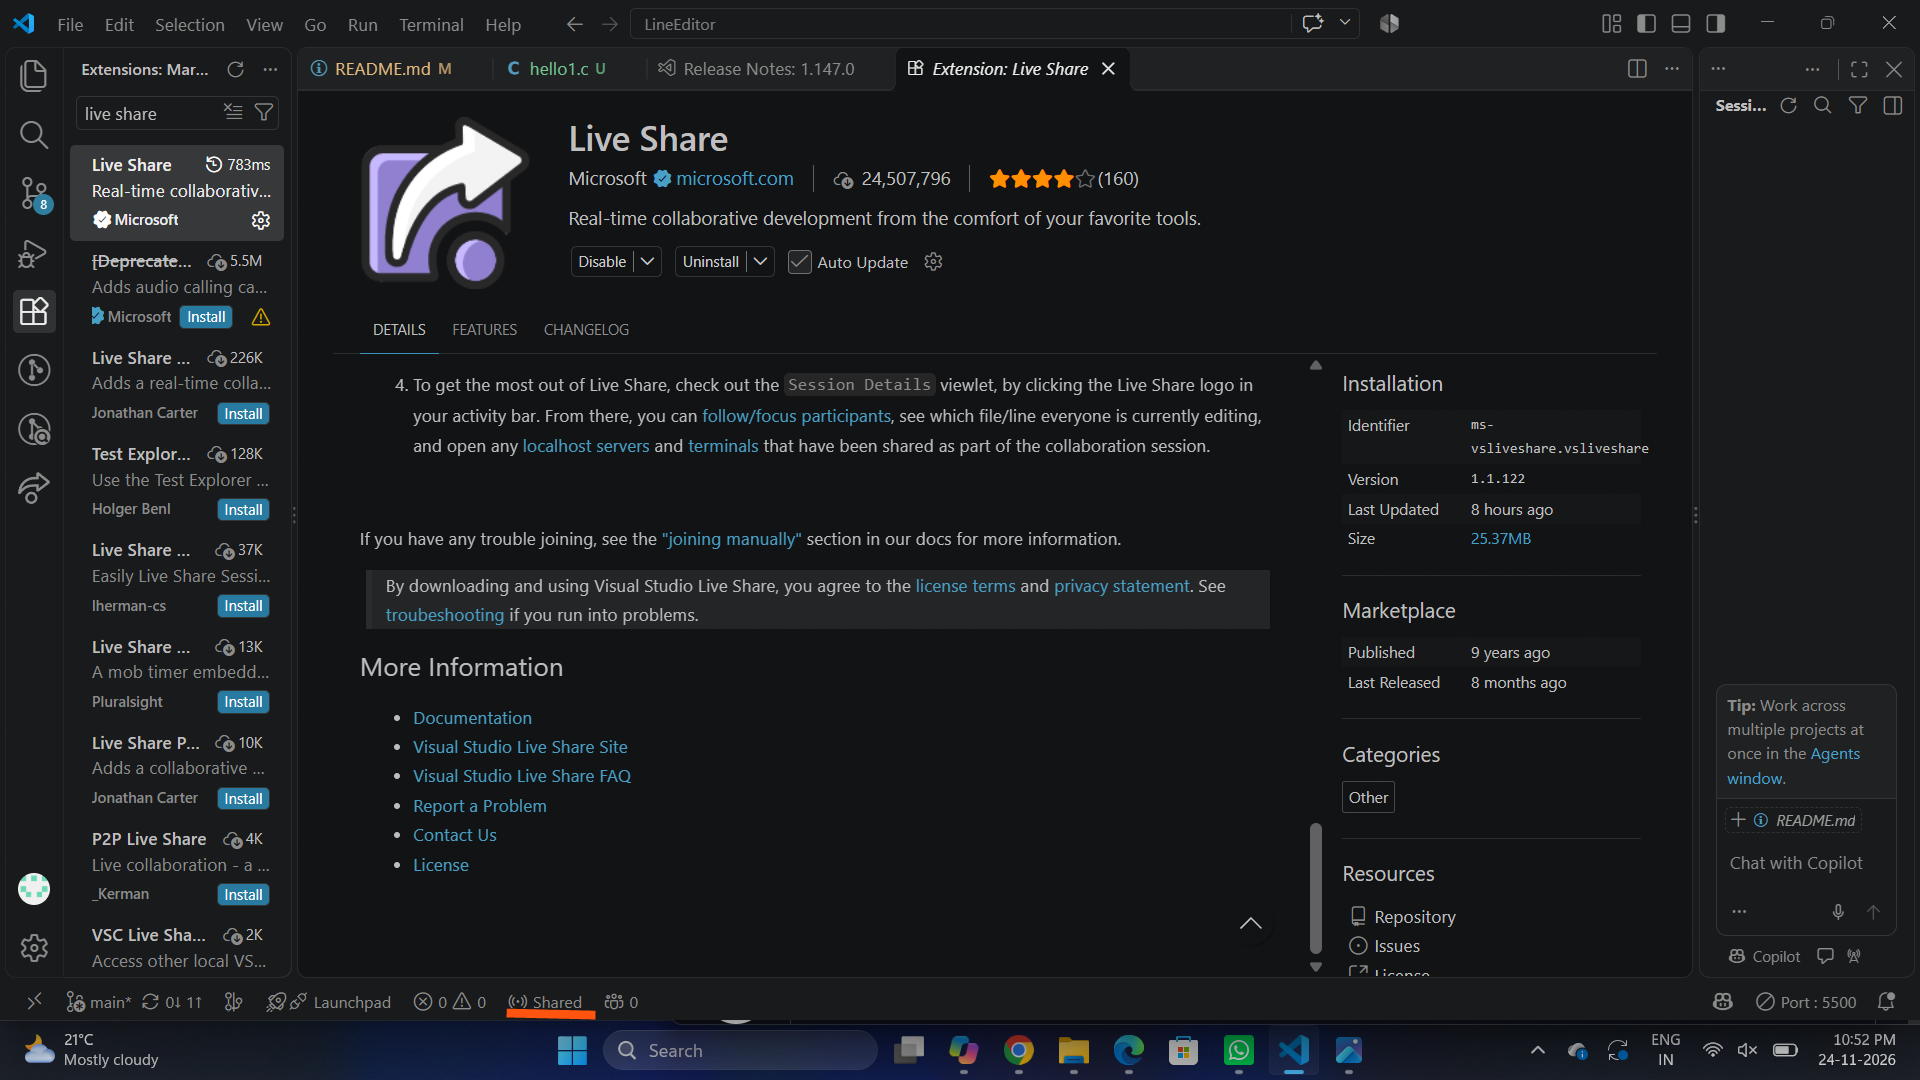 File Edit Selection View Go Run Terminal Help
LineEditor
Extensions: Mar...
README.md M
hello1.c U
Release Notes: 1.147.0
Extension: Live Share
live share
Live Share 783ms
Real-time collaborativ...
Microsoft
[Deprecate... 5.5M
Adds audio calling ca...
Microsoft Install
Live Share ... 226K
Adds a real-time colla...
Jonathan Carter Install
Test Explor... 128K
Use the Test Explorer ...
Holger Benl Install
Live Share ... 37K
Easily Live Share Sessi...
lherman-cs Install
Live Share ... 13K
A mob timer embedd...
Pluralsight Install
Live Share P... 10K
Adds a collaborative ...
Jonathan Carter Install
P2P Live Share 4K
Live collaboration - a ...
_Kerman Install
VSC Live Sha... 2K
Access other local VS...
8
Live Share
Microsoft microsoft.com 24,507,796 (160)
Real-time collaborative development from the comfort of your favorite tools.
Disable Uninstall Auto Update
DETAILS FEATURES CHANGELOG
4. To get the most out of Live Share, check out the Session Details viewlet, by clicking the Live Share logo in
your activity bar. From there, you can follow/focus participants, see which file/line everyone is currently editing,
and open any localhost servers and terminals that have been shared as part of the collaboration session.
If you have any trouble joining, see the "joining manually" section in our docs for more information.
By downloading and using Visual Studio Live Share, you agree to the license terms and privacy statement. See
troubeshooting if you run into problems.
More Information
• Documentation
• Visual Studio Live Share Site
• Visual Studio Live Share FAQ
• Report a Problem
• Contact Us
• License
Installation
Identifier ms-
vsliveshare.vsliveshare
Version 1.1.122
Last Updated 8 hours ago
Size 25.37MB
Marketplace
Published 9 years ago
Last Released 8 months ago
Categories
Other
Resources
Repository
Issues
License
Sessi...
Tip: Work across
multiple projects at
once in the Agents
window.
README.md
Chat with Copilot
Copilot
main* 0↓ 1↑ Launchpad 0 0 Shared 0
Port : 5500
21°C
Mostly cloudy
Search
ENG
IN
10:52 PM
24-11-2026